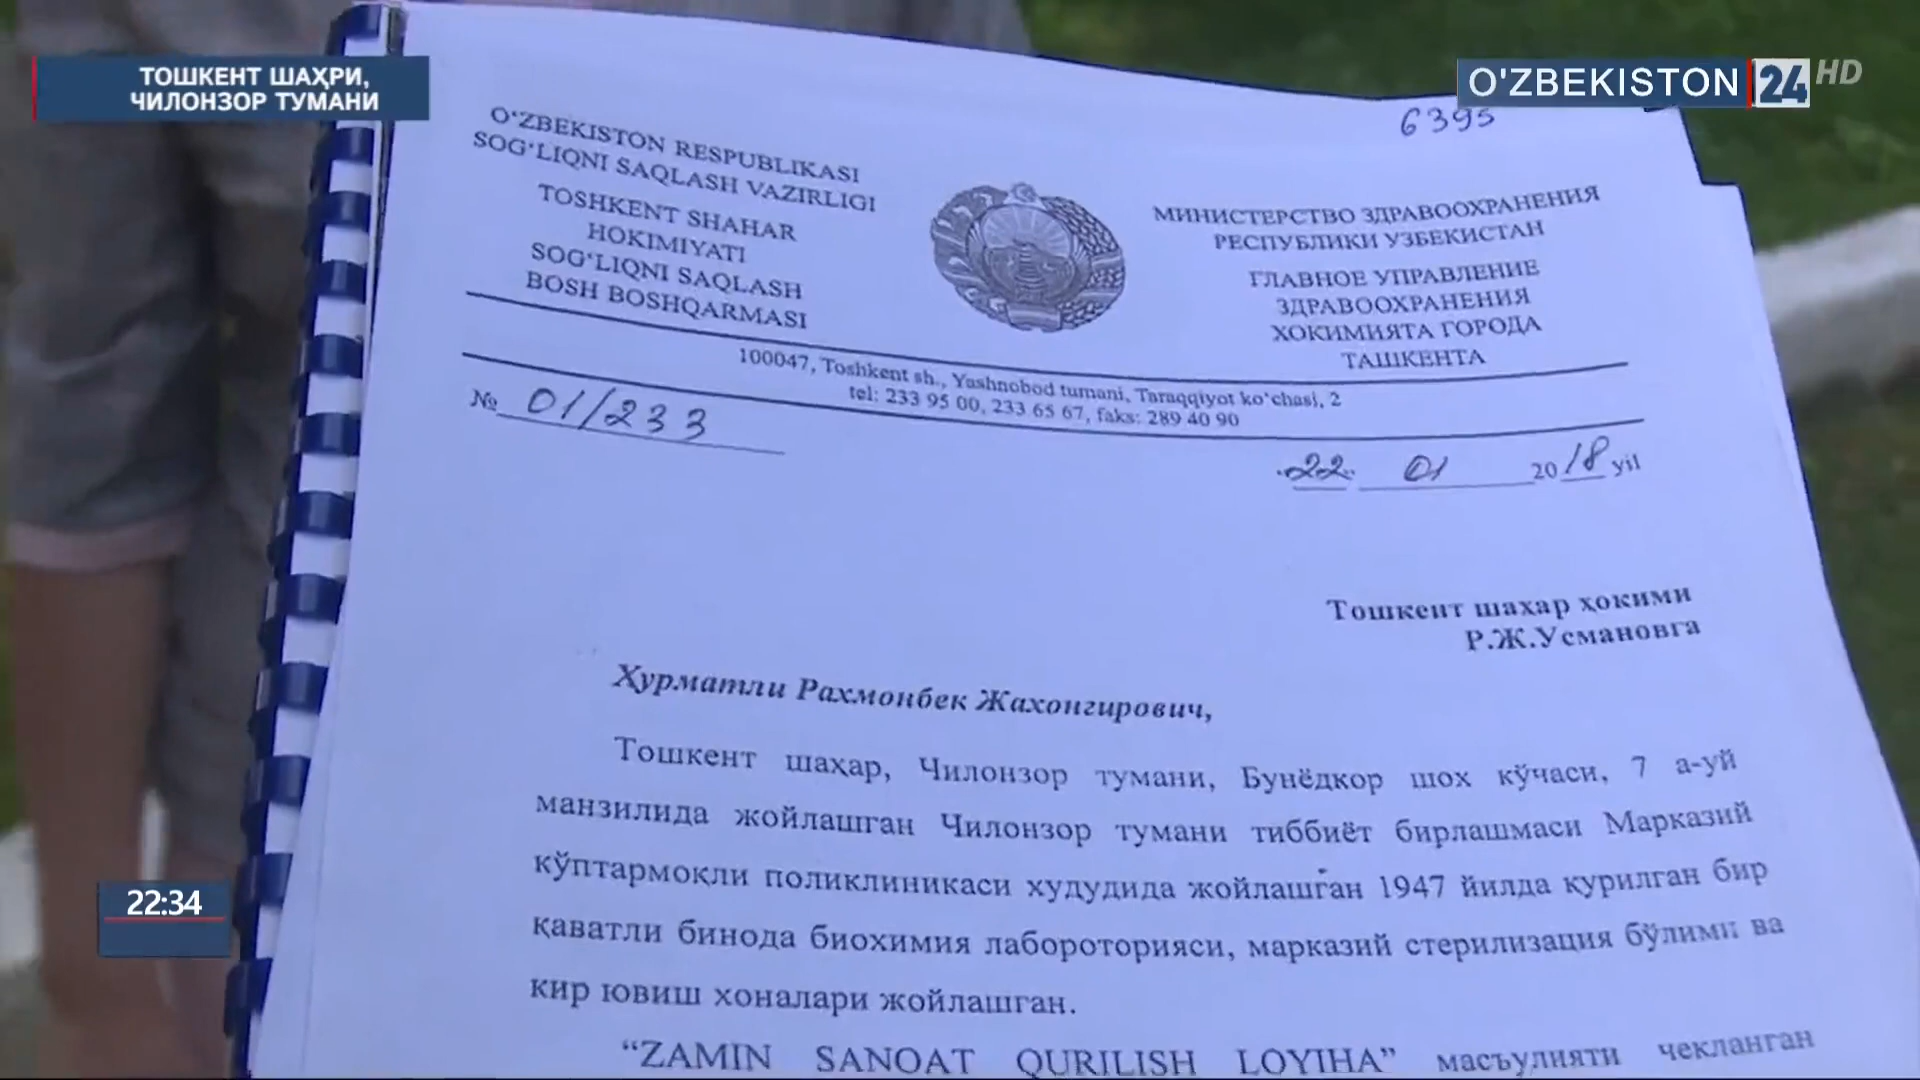 ТОШКЕНТ ШАҲРИ,
ЧИЛОНЗОР ТУМАНИ
O'ZBEKISTON 24 HD
6395
O‘ZBEKISTON RESPUBLIKASI
SOG‘LIQNI SAQLASH VAZIRLIGI
TOSHKENT SHAHAR
HOKIMIYATI
SOG‘LIQNI SAQLASH
BOSH BOSHQARMASI
МИНИСТЕРСТВО ЗДРАВООХРАНЕНИЯ
РЕСПУБЛИКИ УЗБЕКИСТАН
ГЛАВНОЕ УПРАВЛЕНИЕ
ЗДРАВООХРАНЕНИЯ
ХОКИМИЯТА ГОРОДА
ТАШКЕНТА
100047, Toshkent sh., Yashnobod tumani, Taraqqiyot ko‘chasi, 2
tel: 233 95 00, 233 65 67, faks: 289 40 90
№ 01/233
22 01 2018 yil
Тошкент шаҳар ҳокими
Р.Ж.Усмановга
Ҳурматли Рахмонбек Жахонгирович,
Тошкент шаҳар, Чилонзор тумани, Бунёдкор шох кўчаси, 7 а-уй
манзилида жойлашган Чилонзор тумани тиббиёт бирлашмаси Марказий
кўптармоқли поликлиникаси худудида жойлашган 1947 йилда қурилган бир
қаватли бинода биохимия лабороторияси, марказий стерилизация бўлими ва
кир ювиш хоналари жойлашган.
“ZAMIN SANOAT QURILISH LOYIHA” масъулияти чекланган
22:34